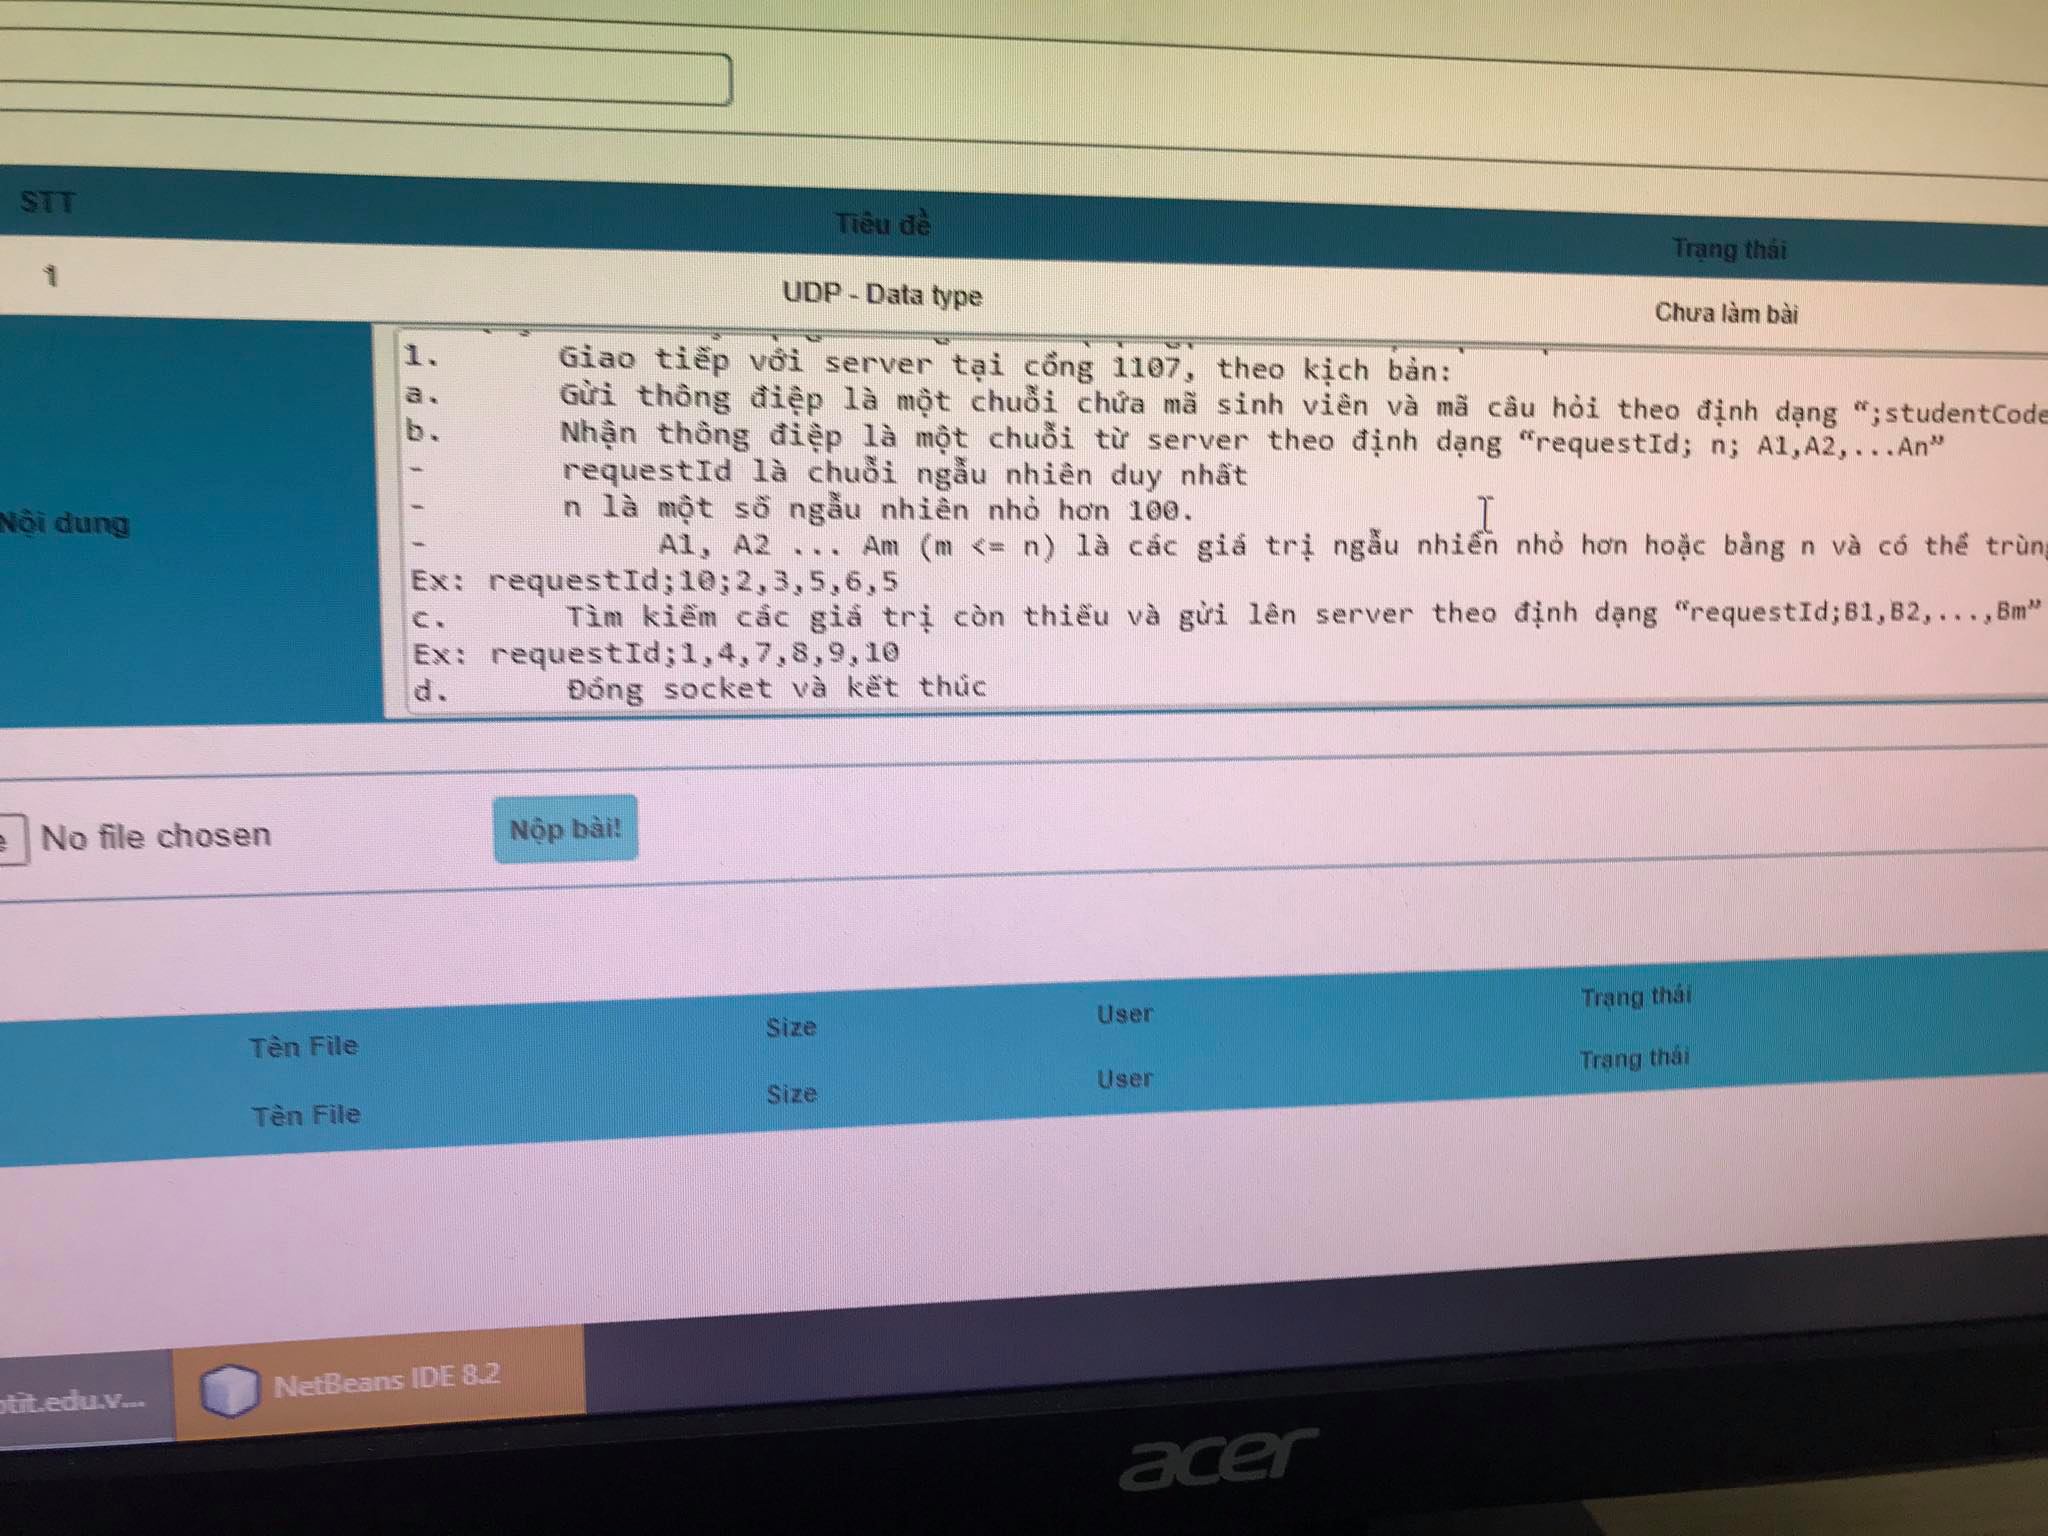 STT Tiêu đề Trạng thái
1 UDP - Data type Chưa làm bài
Nội dung
1. Giao tiếp với server tại cổng 1107, theo kịch bản:
a. Gửi thông điệp là một chuỗi chứa mã sinh viên và mã câu hỏi theo định dạng “;studentCode
b. Nhận thông điệp là một chuỗi từ server theo định dạng “requestId; n; A1,A2,...An”
- requestId là chuỗi ngẫu nhiên duy nhất
- n là một số ngẫu nhiên nhỏ hơn 100.
- A1, A2 ... Am (m <= n) là các giá trị ngẫu nhiên nhỏ hơn hoặc bằng n và có thể trùng
Ex: requestId;10;2,3,5,6,5
c. Tìm kiếm các giá trị còn thiếu và gửi lên server theo định dạng “requestId;B1,B2,...,Bm”
Ex: requestId;1,4,7,8,9,10
d. Đóng socket và kết thúc
No file chosen Nộp bài!
Tên File Size User Trạng thái
Tên File Size User Trạng thái
ptit.edu.v... NetBeans IDE 8.2
acer